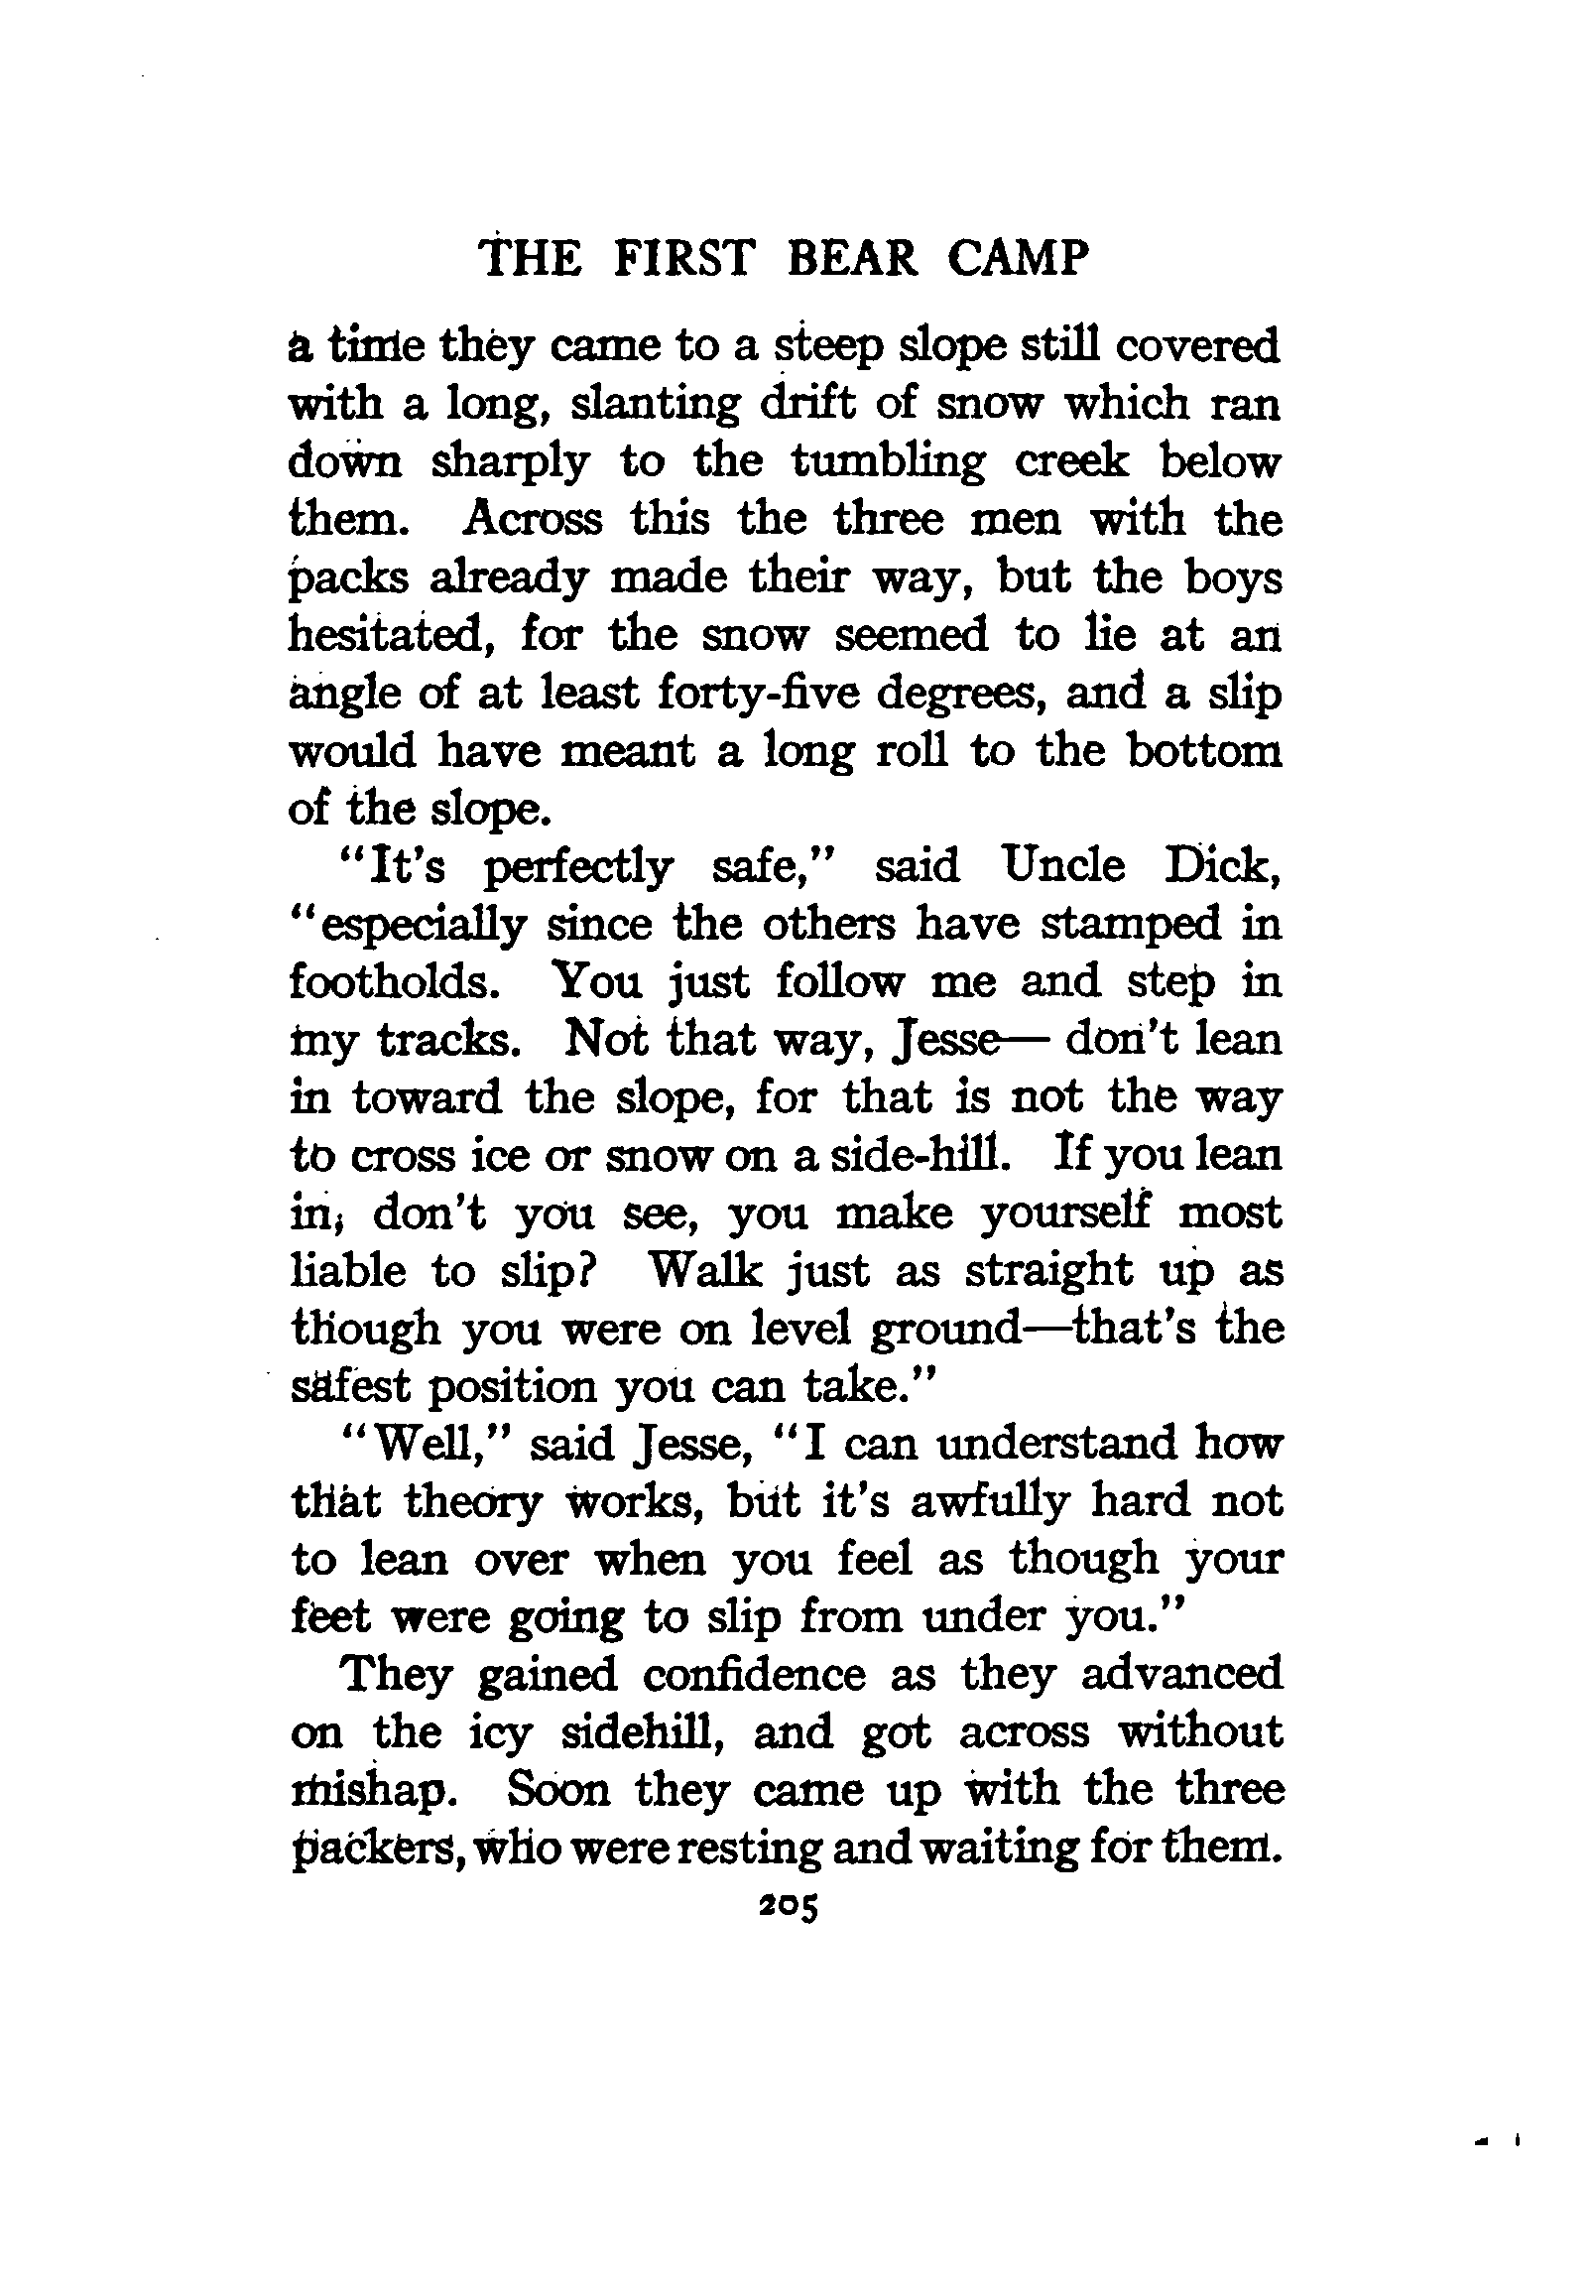 THE FIRST BEAR CAMP
a time they came to a steep slope still covered
with a long, slanting drift of snow which ran
down sharply to the tumbling creek below
them. Across this the three men with the
packs already made their way, but the boys
hesitated, for the snow seemed to lie at an
angle of at least forty-five degrees, and a slip
would have meant a long roll to the bottom
of the slope.
"It's perfectly safe," said Uncle Dick,
"especially since the others have stamped in
footholds. You just follow me and step in
my tracks. Not that way, Jesse— don't lean
in toward the slope, for that is not the way
to cross ice or snow on a side-hill. If you lean
in, don't you see, you make yourself most
liable to slip? Walk just as straight up as
though you were on level ground—that's the
safest position you can take."
"Well," said Jesse, "I can understand how
that theory works, but it's awfully hard not
to lean over when you feel as though your
feet were going to slip from under you."
They gained confidence as they advanced
on the icy sidehill, and got across without
mishap. Soon they came up with the three
packers, who were resting and waiting for them.
205